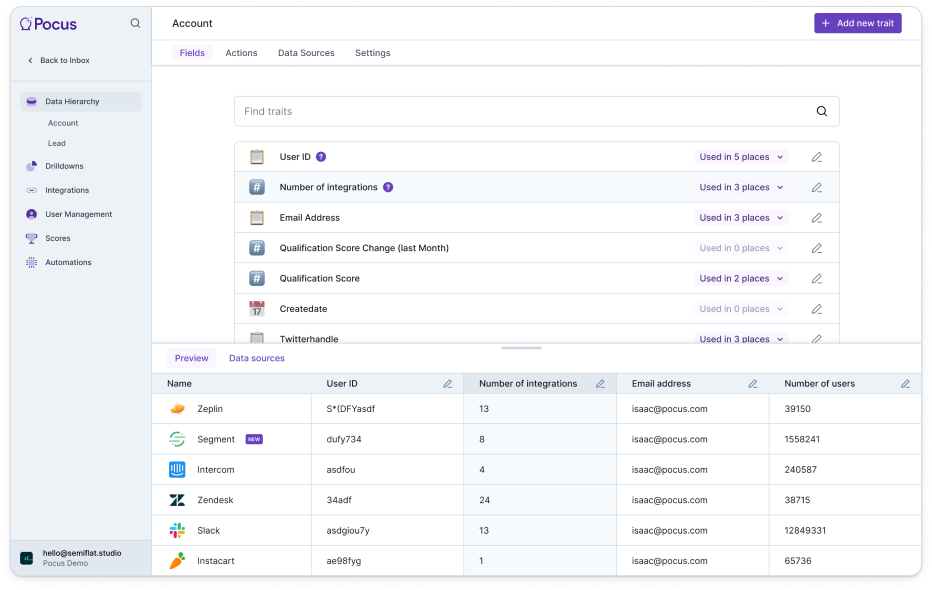 Pocus
Back to Inbox
Data Hierarchy
Account
Lead
Drilldowns
Integrations
User Management
Scores
Automations
hello@semiflat.studio
Pocus Demo
Account
+ Add new trait
Fields Actions Data Sources Settings
Find traits
User ID ? Used in 5 places
# Number of integrations ? Used in 3 places
Email Address Used in 3 places
# Qualification Score Change (last Month) Used in 0 places
# Qualification Score Used in 2 places
17 Createdate Used in 0 places
Twitterhandle Used in 3 places
Preview Data sources
Name User ID Number of integrations Email address Number of users
Zeplin S*(DFYasdf 13 isaac@pocus.com 39150
Segment NEW dufy734 8 isaac@pocus.com 1558241
Intercom asdfou 4 isaac@pocus.com 240587
Zendesk 34adf 24 isaac@pocus.com 38715
Slack asdgiou7y 13 isaac@pocus.com 12849331
Instacart ae98fyg 1 isaac@pocus.com 65736